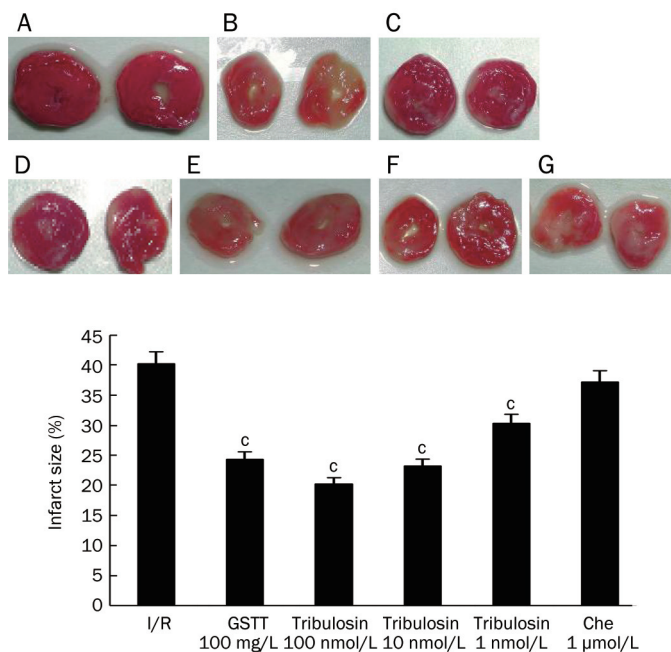 A
B
C
D
E
F
G
45
40
35
30
25
20
15
10
5
0
Infarct size (%)
c
c
c
c
I/R
GSTT
100 mg/L
Tribulosin
100 nmol/L
Tribulosin
10 nmol/L
Tribulosin
1 nmol/L
Che
1 μmol/L